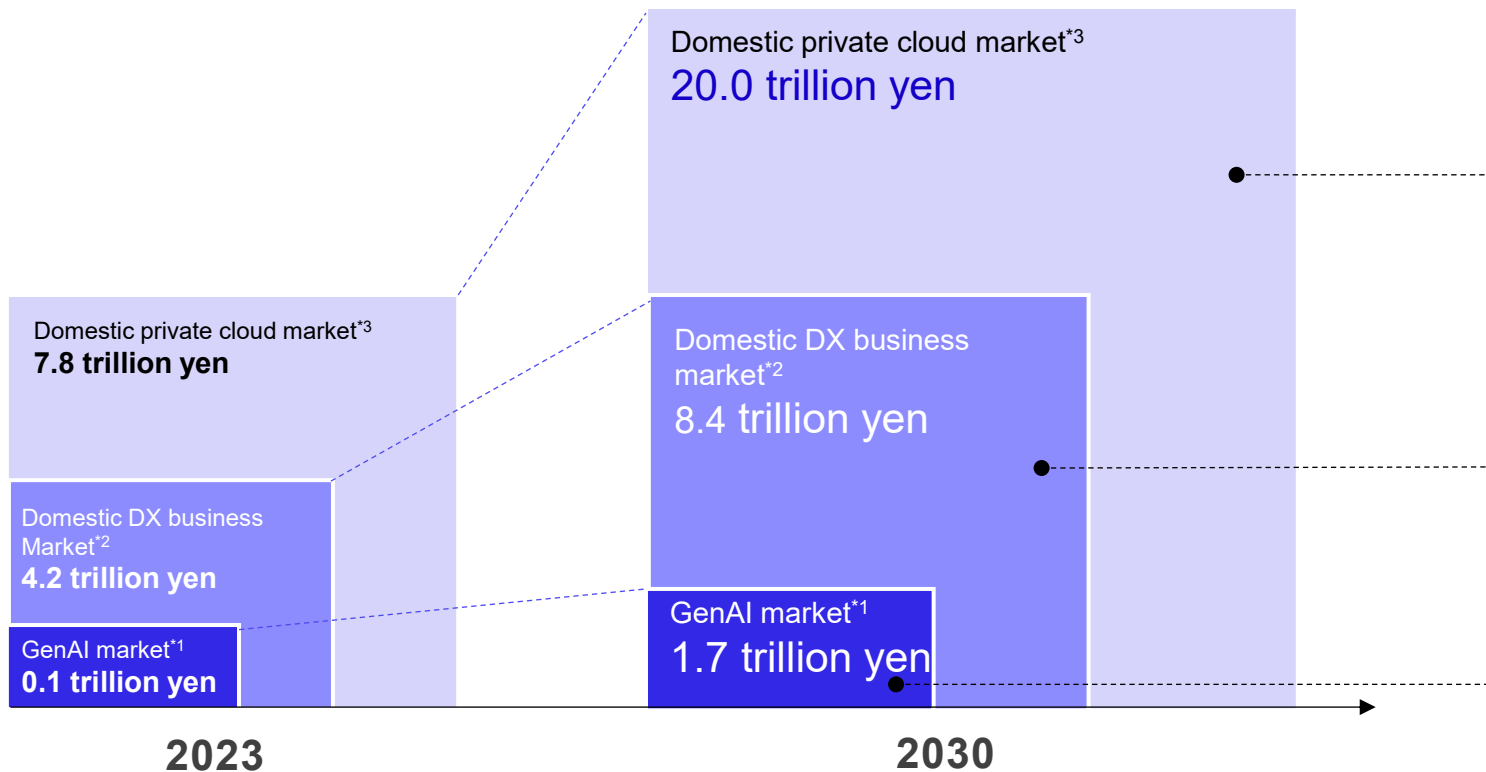 Domestic private cloud market*3
20.0 trillion yen
Domestic private cloud market*3
7.8 trillion yen
Domestic DX business
market*2
8.4 trillion yen
Domestic DX business
Market*2
4.2 trillion yen
GenAI market*1
1.7 trillion yen
GenAI market*1
0.1 trillion yen
2023
2030